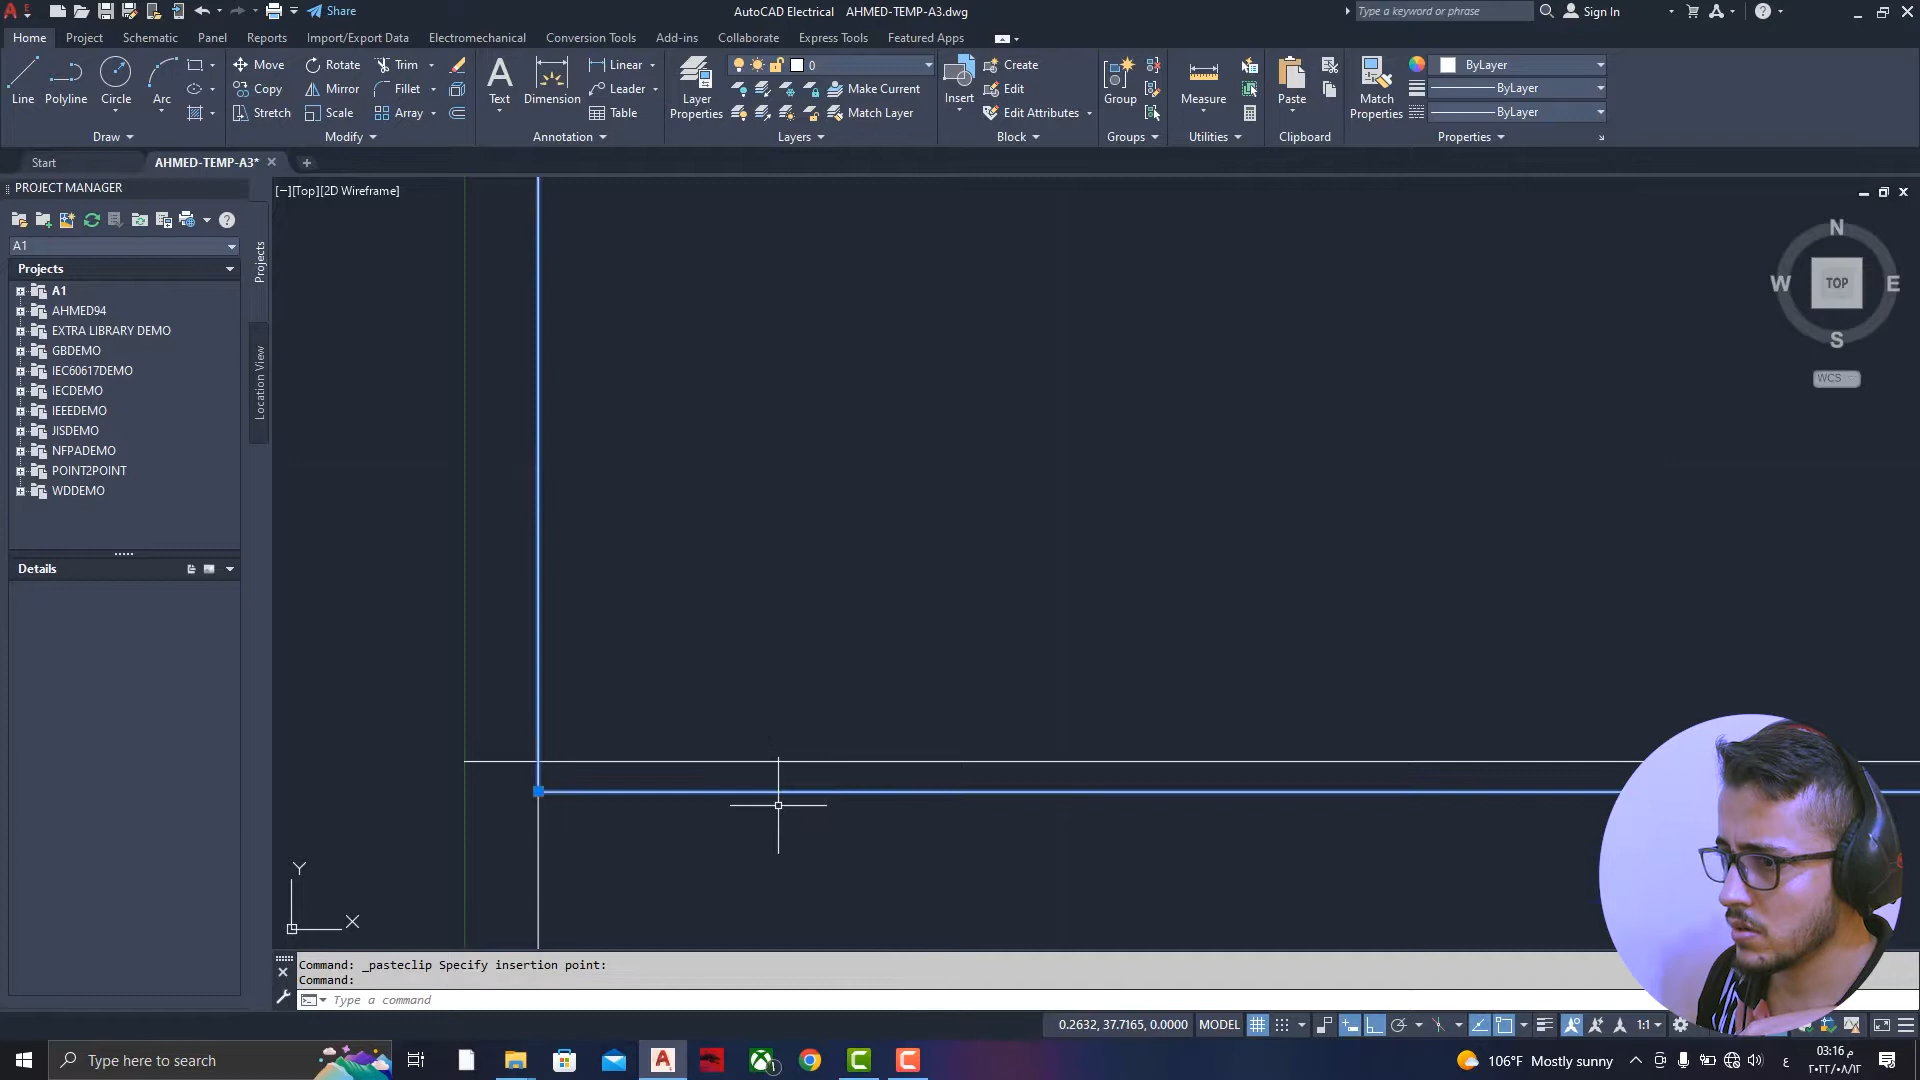 Share
AutoCAD Electrical AHMED-TEMP-A3.dwg
Type a keyword or phrase
Sign In
Home Project Schematic Panel Reports Import/Export Data Electromechanical Conversion Tools Add-ins Collaborate Express Tools Featured Apps
Line Polyline Circle Arc
Draw
Move Rotate Trim
Copy Mirror Fillet
Stretch Scale Array
Modify
Text Dimension
Linear
Leader
Table
Annotation
Layer Properties
0
Make Current
Match Layer
Layers
Insert
Create
Edit
Edit Attributes
Block
Group
Groups
Measure
Utilities
Paste
Clipboard
Match Properties
ByLayer
ByLayer
ByLayer
Properties
Start AHMED-TEMP-A3*
PROJECT MANAGER
A1
Projects
A1
AHMED94
EXTRA LIBRARY DEMO
GBDEMO
IEC60617DEMO
IECDEMO
IEEEDEMO
JISDEMO
NFPADEMO
POINT2POINT
WDDEMO
Details
Projects
Location View
[−][Top][2D Wireframe]
N
W TOP E
S
WCS
Y
X
Command: _pasteclip Specify insertion point:
Command:
Type a command
0.2632, 37.7165, 0.0000 MODEL 1:1
Type here to search
106°F Mostly sunny
ع
03:16 م
٢٠٢٢/٠٨/١٢